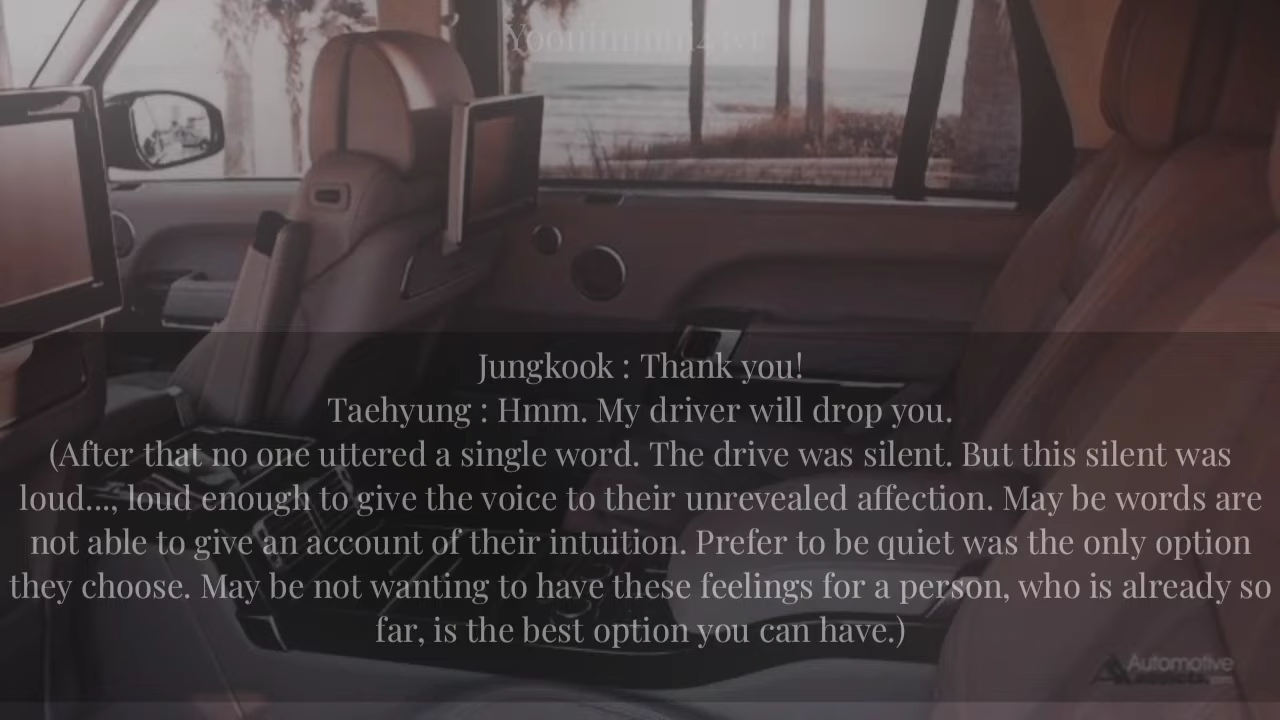 Jungkook : Thank you!
Taehyung : Hmm. My driver will drop you.
(After that no one uttered a single word. The drive was silent. But this silent was
loud..., loud enough to give the voice to their unrevealed affection. May be words are
not able to give an account of their intuition. Prefer to be quiet was the only option
they choose. May be not wanting to have these feelings for a person, who is already so
far, is the best option you can have.)
Automotive